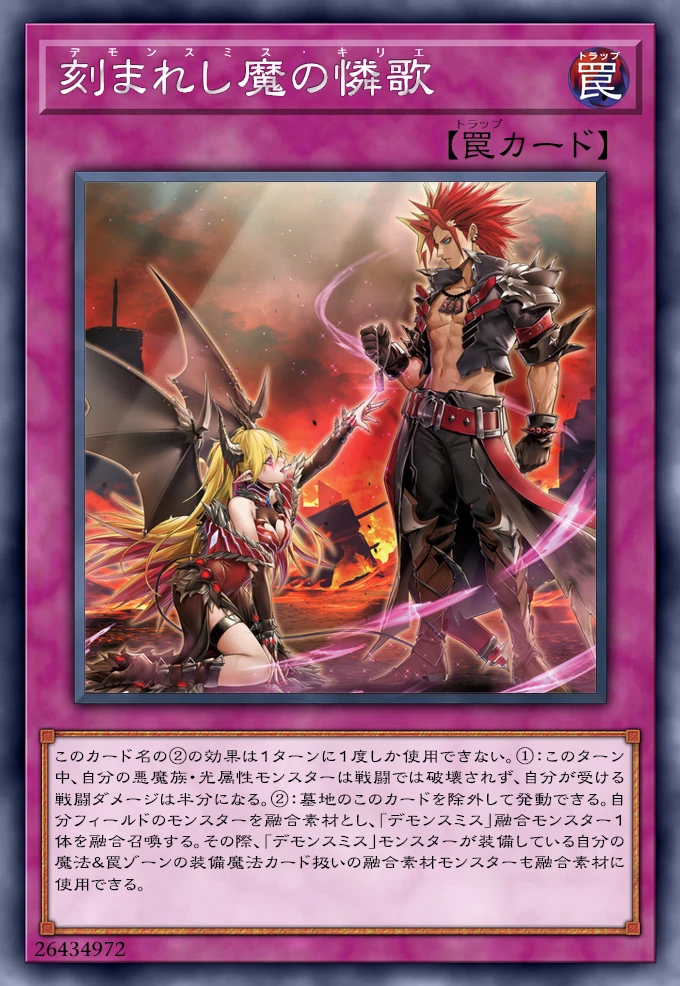 デモンスミス・キリエ
刻まれし魔の憐歌
トラップ
罠
トラップ
【罠カード】
このカード名の②の効果は1ターンに1度しか使用できない。①:このターン
中、自分の悪魔族・光属性モンスターは戦闘では破壊されず、自分が受ける
戦闘ダメージは半分になる。②:墓地のこのカードを除外して発動できる。自
分フィールドのモンスターを融合素材とし、「デモンスミス」融合モンスター1
体を融合召喚する。その際、「デモンスミス」モンスターが装備している自分の
魔法&罠ゾーンの装備魔法カード扱いの融合素材モンスターも融合素材に
使用できる。
26434972